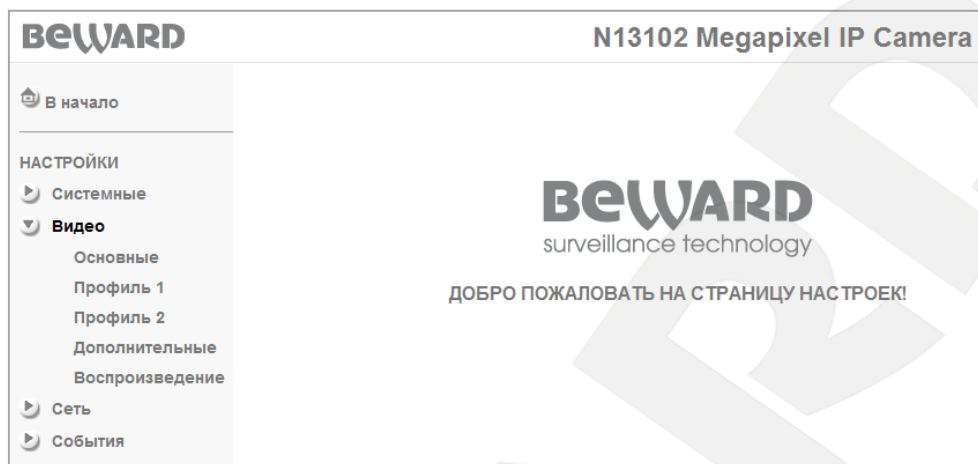 BEWARD
N13102 Megapixel IP Camera
В начало
НАСТРОЙКИ
Системные
Видео
Основные
Профиль 1
Профиль 2
Дополнительные
Воспроизведение
Сеть
События
BEWARD
surveillance technology
ДОБРО ПОЖАЛОВАТЬ НА СТРАНИЦУ НАСТРОЕК!